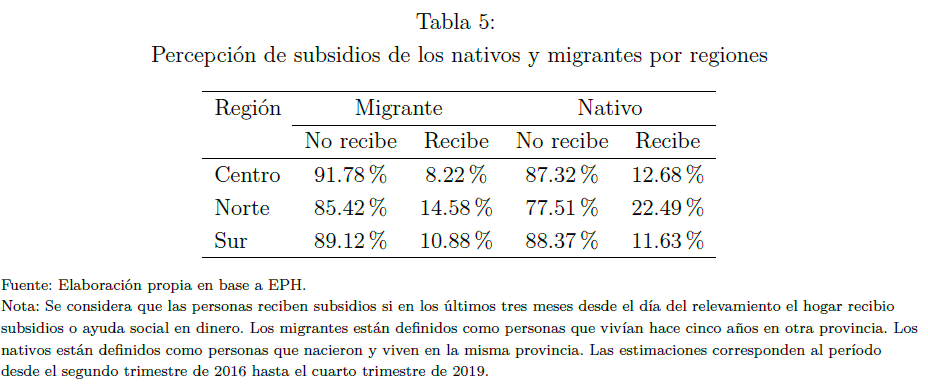 Tabla 5:
Percepción de subsidios de los nativos y migrantes por regiones
Región Migrante Nativo
No recibe Recibe No recibe Recibe
Centro 91.78 % 8.22 % 87.32 % 12.68 %
Norte 85.42 % 14.58 % 77.51 % 22.49 %
Sur 89.12 % 10.88 % 88.37 % 11.63 %
Fuente: Elaboración propia en base a EPH.
Nota: Se considera que las personas reciben subsidios si en los últimos tres meses desde el día del relevamiento el hogar recibio
subsidios o ayuda social en dinero. Los migrantes están definidos como personas que vivían hace cinco años en otra provincia. Los
nativos están definidos como personas que nacieron y viven en la misma provincia. Las estimaciones corresponden al período
desde el segundo trimestre de 2016 hasta el cuarto trimestre de 2019.